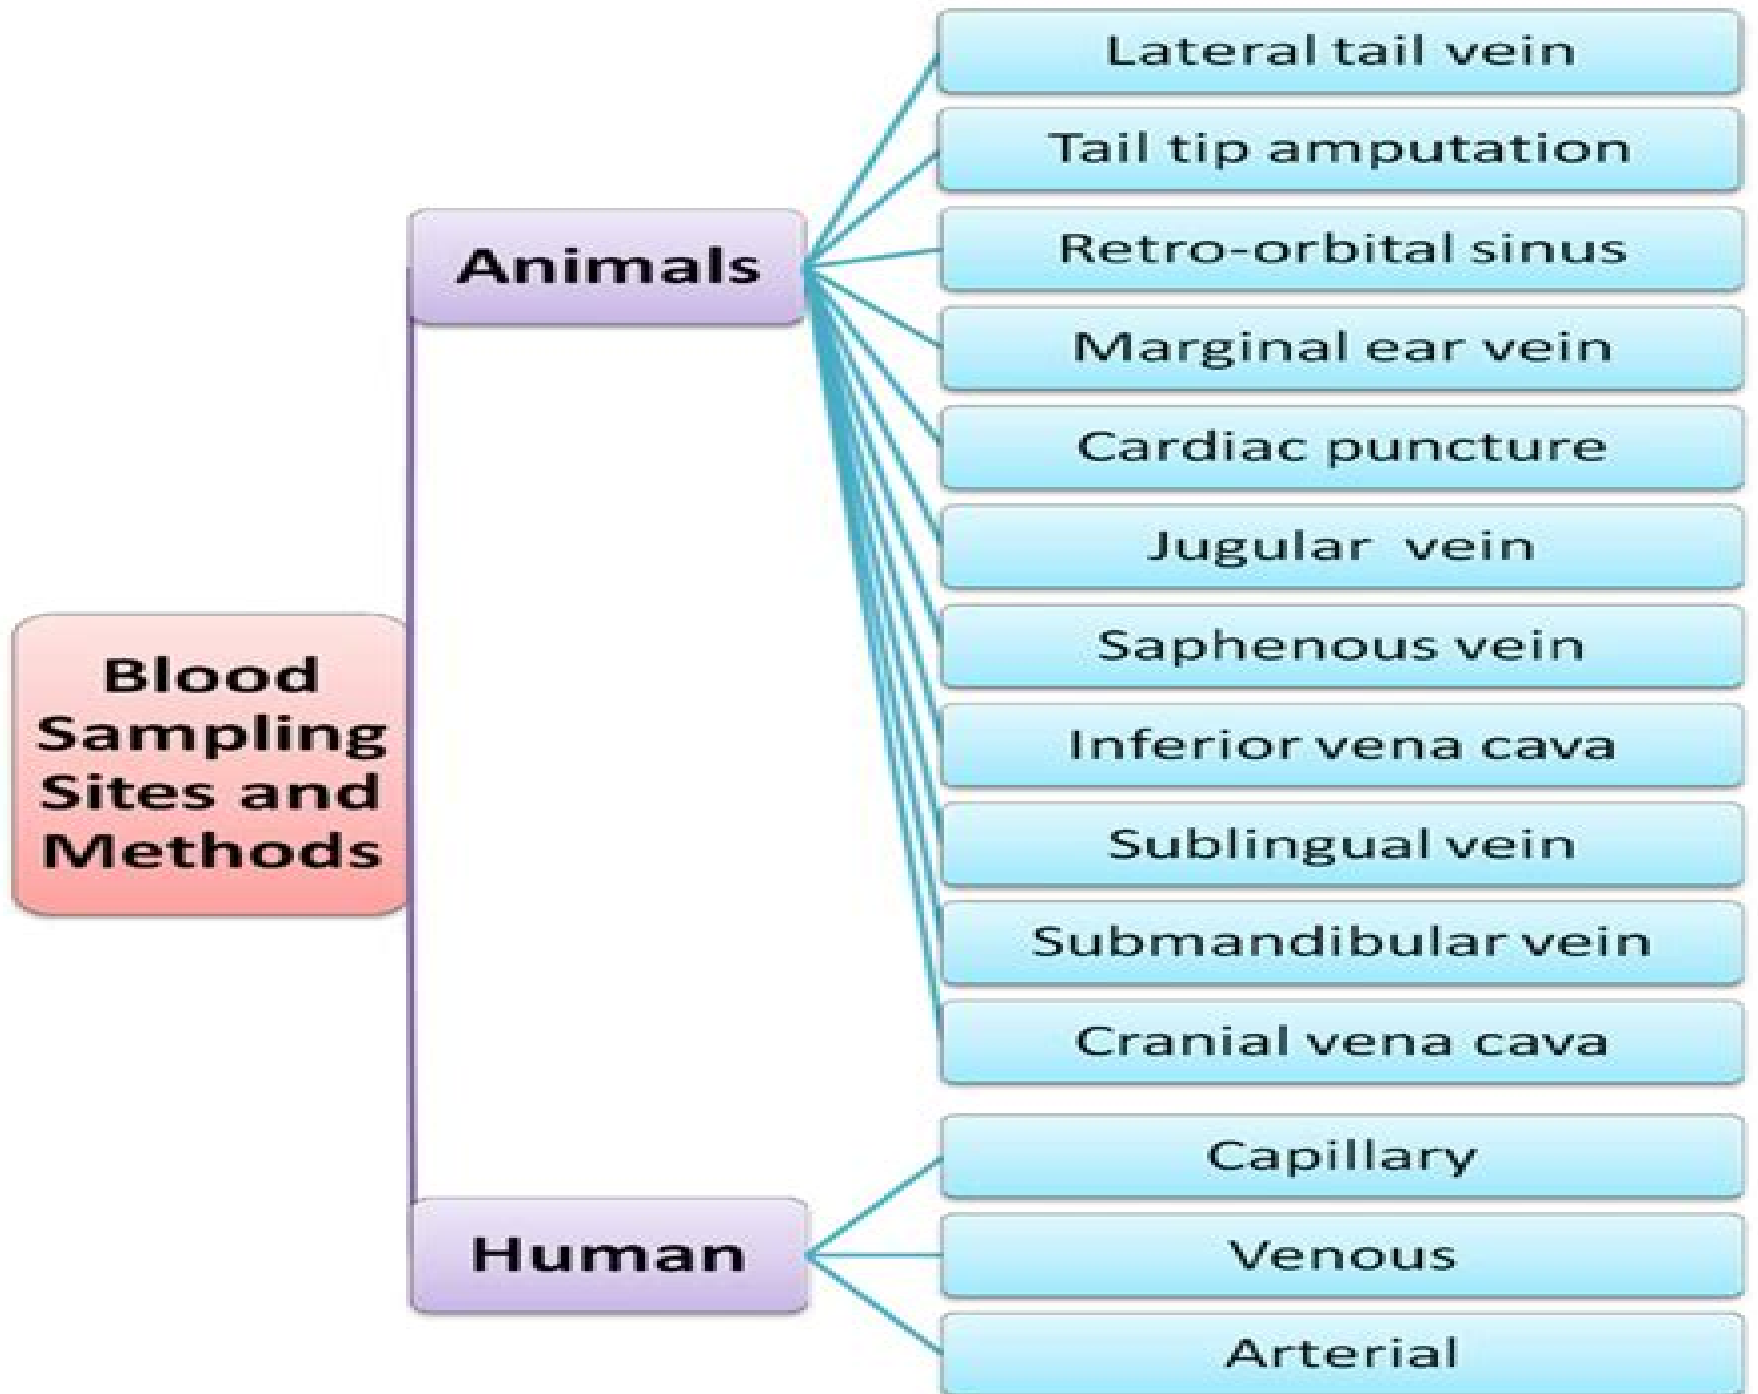 Blood
Sampling
Sites and
Methods
Animals
Lateral tail vein
Tail tip amputation
Retro-orbital sinus
Marginal ear vein
Cardiac puncture
Jugular  vein
Saphenous vein
Inferior vena cava
Sublingual vein
Submandibular vein
Cranial vena cava
Human
Capillary
Venous
Arterial